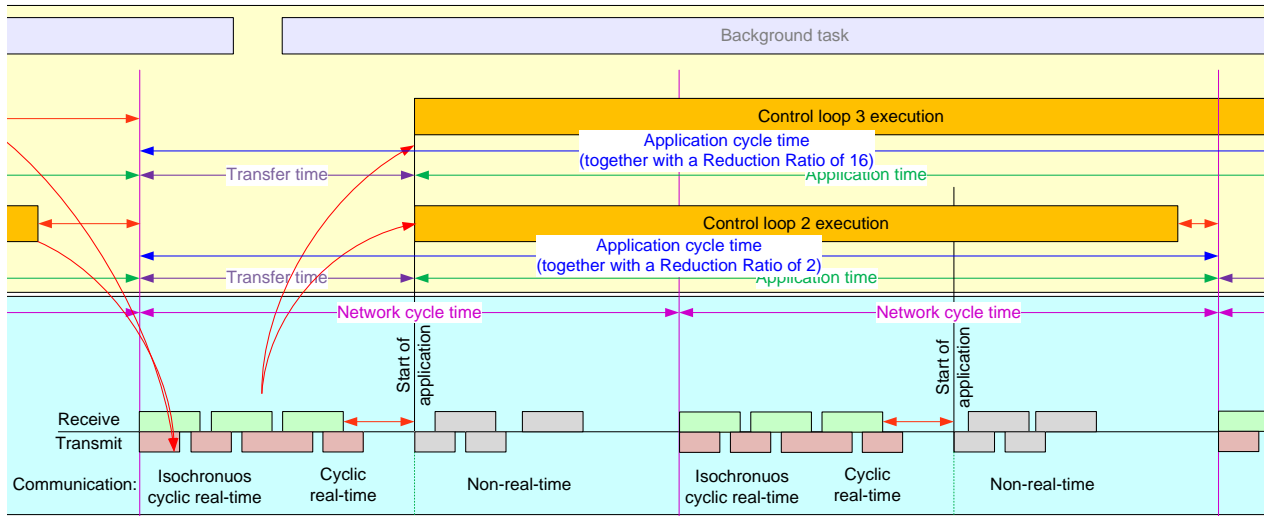 Background task
Control loop 3 execution
Application cycle time
(together with a Reduction Ratio of 16)
Transfer time
Application time
Control loop 2 execution
Application cycle time
(together with a Reduction Ratio of 2)
Transfer time
Application time
Network cycle time
Network cycle time
Start of
application
Start of
application
Receive
Transmit
Communication:
Isochronuos
cyclic real-time
Cyclic
real-time
Non-real-time
Isochronuos
cyclic real-time
Cyclic
real-time
Non-real-time